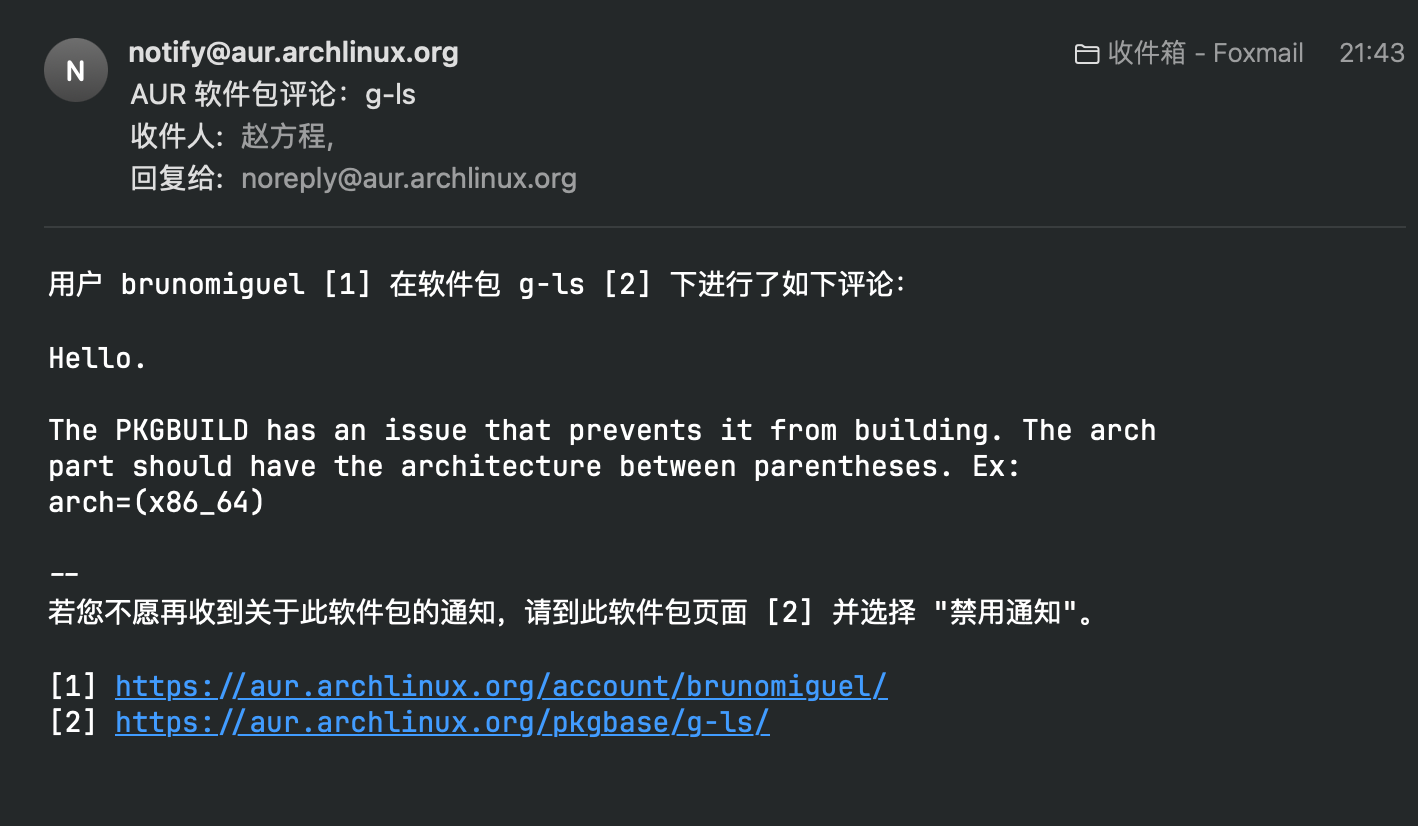 N
notify@aur.archlinux.org
收件箱 - Foxmail
21:43
AUR 软件包评论：g-ls
收件人: 赵方程,
回复给: noreply@aur.archlinux.org
用户 brunomiguel [1] 在软件包 g-ls [2] 下进行了如下评论：
Hello.
The PKGBUILD has an issue that prevents it from building. The arch
part should have the architecture between parentheses. Ex:
arch=(x86_64)
--
若您不愿再收到关于此软件包的通知，请到此软件包页面 [2] 并选择 "禁用通知"。
[1] https://aur.archlinux.org/account/brunomiguel/
[2] https://aur.archlinux.org/pkgbase/g-ls/